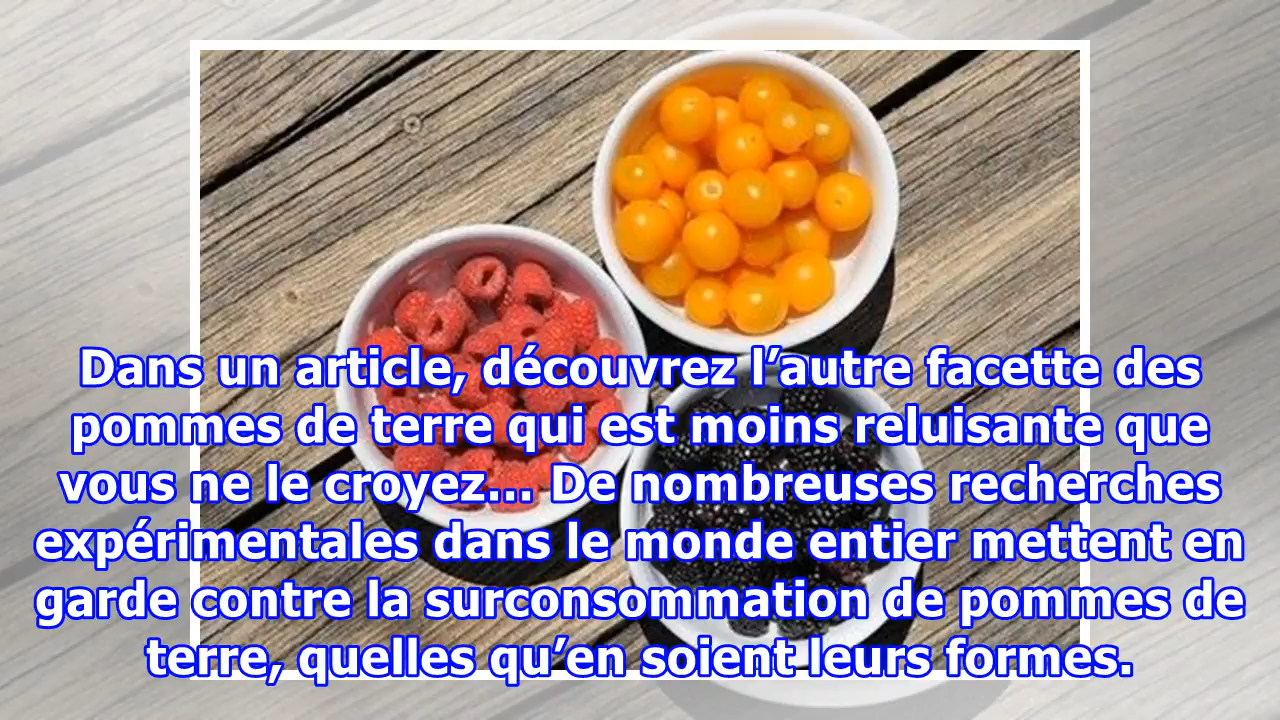 Dans un article, découvrez l’autre facette des
pommes de terre qui est moins reluisante que
vous ne le croyez... De nombreuses recherches
expérimentales dans le monde entier mettent en
garde contre la surconsommation de pommes de
terre, quelles qu’en soient leurs formes.